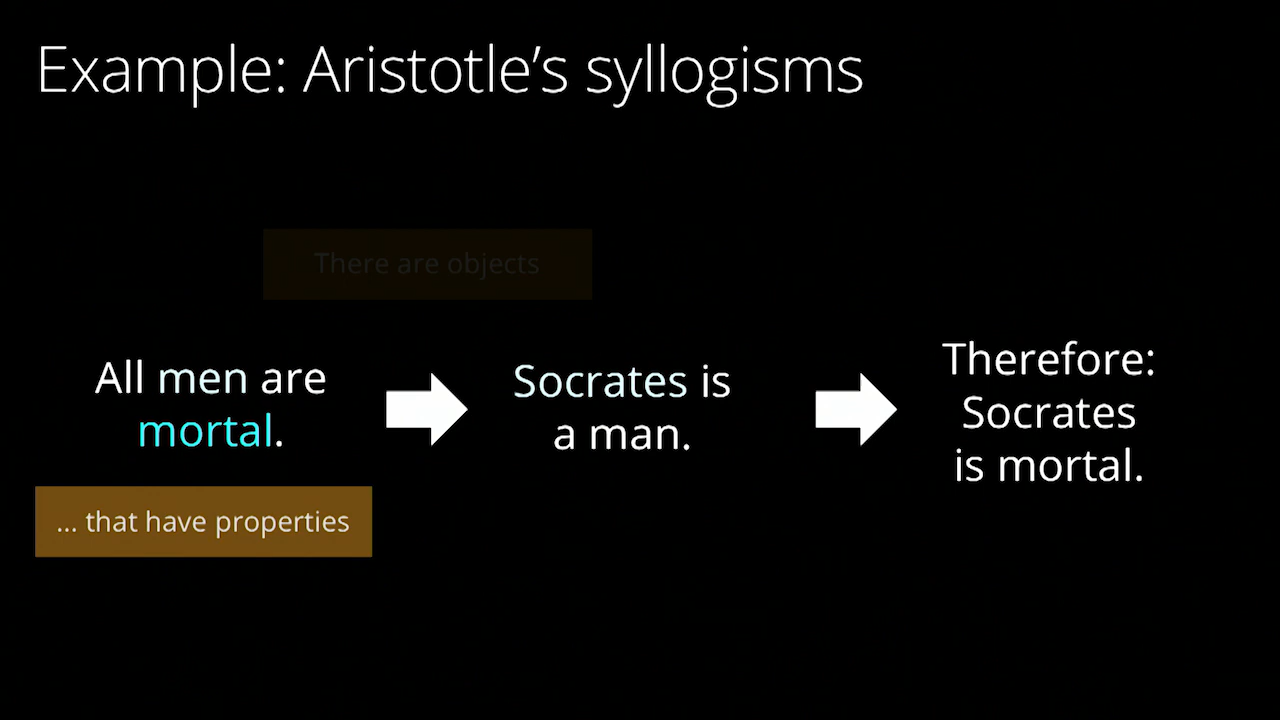 Example: Aristotle’s syllogisms
There are objects
All men are
mortal.
Socrates is
a man.
Therefore:
Socrates
is mortal.
... that have properties